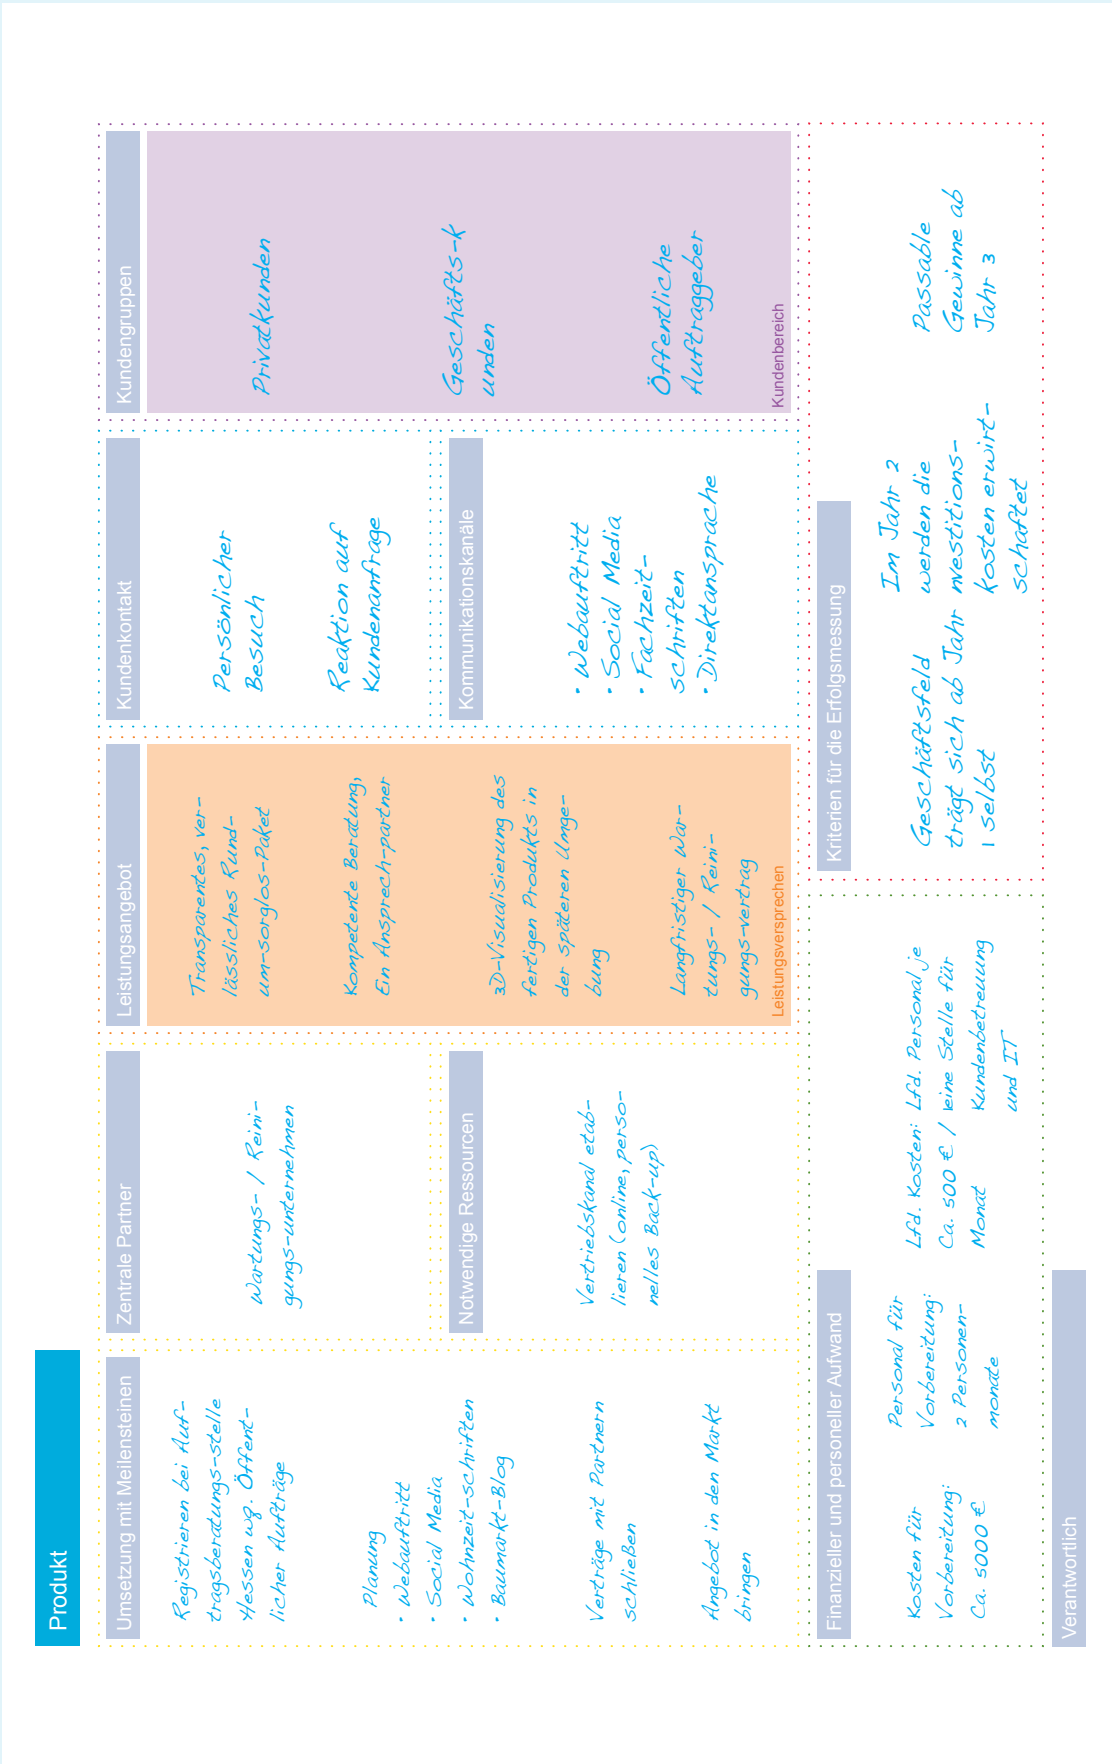 Produkt
Umsetzung mit Meilensteinen
Registrieren bei Auf-
tragsberatungs-stelle
Hessen wg. Öffent-
licher Aufträge
Planung
• Webauftritt
• Social Media
• Wohnzeit-schriften
• Baumarkt-Blog
Verträge mit Partnern
schließen
Angebot in den Markt
bringen
Zentrale Partner
Wartungs- / Reini-
gungs-unternehmen
Notwendige Ressourcen
Vertriebskanal etab-
lieren (online, perso-
nelles Back-up)
Leistungsangebot
Transparentes, ver-
lässliches Rund-
um-sorglos-Paket
Kompetente Beratung,
Ein Ansprech-partner
3D-Visualisierung des
fertigen Produkts in
der späteren Umge-
bung
Langfristiger War-
tungs- / Reini-
gungs-vertrag
Leistungsversprechen
Kundenkontakt
Persönlicher
Besuch
Reaktion auf
Kundenanfrage
Kommunikationskanäle
• Webauftritt
• Social Media
• Fachzeit-
schriften
• Direktansprache
Kundengruppen
Privatkunden
Geschäfts-k
unden
Öffentliche
Auftraggeber
Kundenbereich
Finanzieller und personeller Aufwand
Kosten für
Vorbereitung:
Ca. 5000 €
Personal für
Vorbereitung:
2 Personen-
monate
Lfd. Kosten:
Ca. 500 € /
Monat
Lfd. Personal je
eine Stelle für
Kundenbetreuung
und IT
Kriterien für die Erfolgsmessung
Geschäftsfeld
trägt sich ab Jahr
1 selbst
Im Jahr 2
werden die
nvestitions-
kosten erwirt-
schaftet
Passable
Gewinne ab
Jahr 3
Verantwortlich